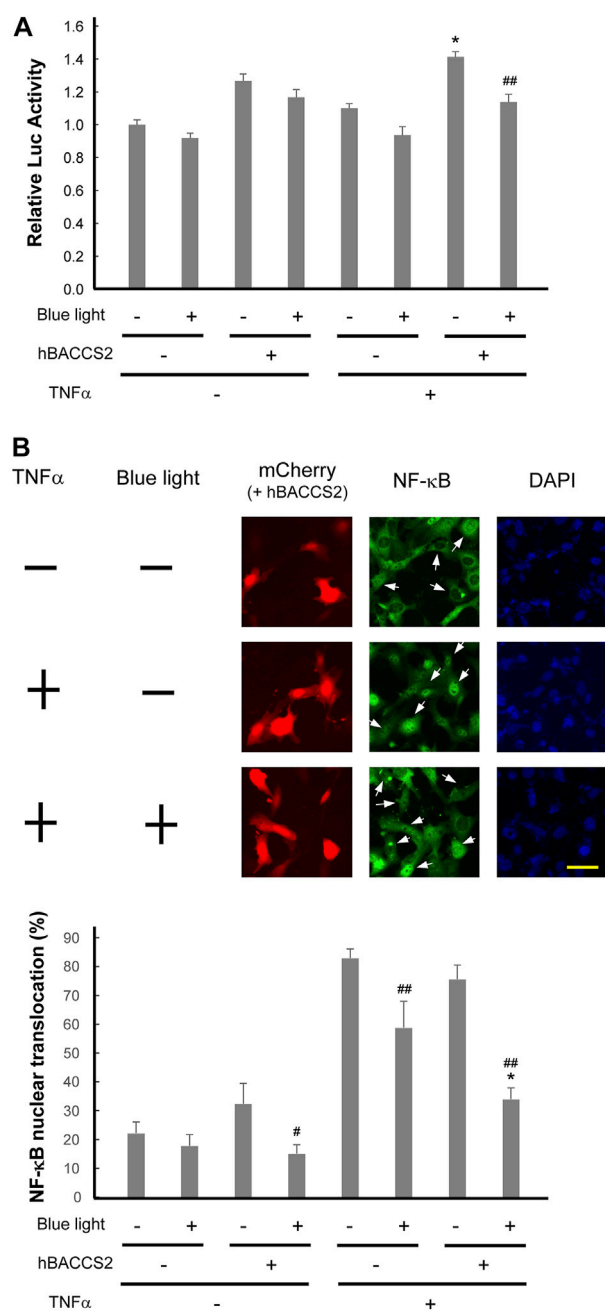 A
Relative Luc Activity
1.6
1.4
1.2
1.0
0.8
0.6
0.4
0.2
0.0
*
##
Blue light - + - + - + - +
hBACCS2 - + - +
TNFα - +
B
TNFα Blue light mCherry (+ hBACCS2) NF-κB DAPI
− −
+ −
+ +
NF-κB nuclear translocation (%)
90
80
70
60
50
40
30
20
10
0
#
##
##
*
Blue light - + - + - + - +
hBACCS2 - + - +
TNFα - +